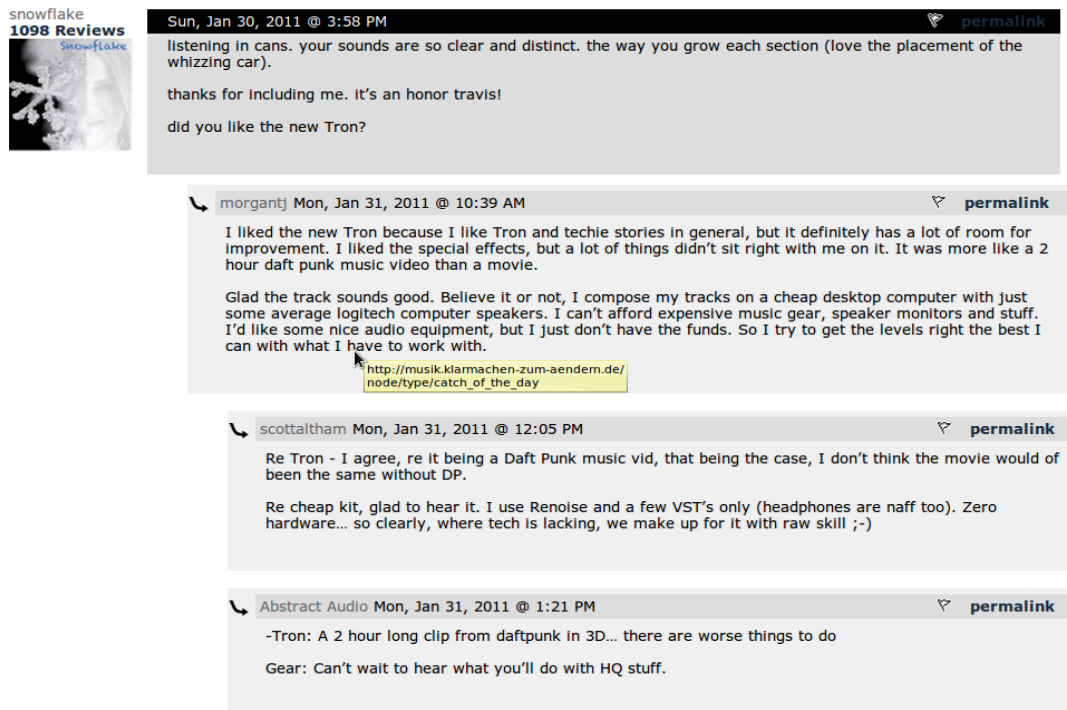 snowflake
1098 Reviews
Snowflake
Sun, Jan 30, 2011 @ 3:58 PM permalink
listening in cans. your sounds are so clear and distinct. the way you grow each section (love the placement of the
whizzing car).
thanks for including me. it’s an honor travis!
did you like the new Tron?
morgantj Mon, Jan 31, 2011 @ 10:39 AM permalink
I liked the new Tron because I like Tron and techie stories in general, but it definitely has a lot of room for
improvement. I liked the special effects, but a lot of things didn’t sit right with me on it. It was more like a 2
hour daft punk music video than a movie.
Glad the track sounds good. Believe it or not, I compose my tracks on a cheap desktop computer with just
some average logitech computer speakers. I can’t afford expensive music gear, speaker monitors and stuff.
I’d like some nice audio equipment, but I just don’t have the funds. So I try to get the levels right the best I
can with what I have to work with.
http://musik.klarmachen-zum-aendern.de/
node/type/catch_of_the_day
scottaltham Mon, Jan 31, 2011 @ 12:05 PM permalink
Re Tron - I agree, re it being a Daft Punk music vid, that being the case, I don’t think the movie would of
been the same without DP.
Re cheap kit, glad to hear it. I use Renoise and a few VST’s only (headphones are naff too). Zero
hardware… so clearly, where tech is lacking, we make up for it with raw skill ;-)
Abstract Audio Mon, Jan 31, 2011 @ 1:21 PM permalink
-Tron: A 2 hour long clip from daftpunk in 3D… there are worse things to do
Gear: Can’t wait to hear what you’ll do with HQ stuff.